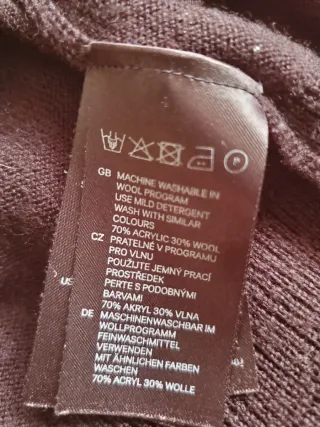 P
GB MACHINE WASHABLE IN
WOOL PROGRAM
USE MILD DETERGENT
WASH WITH SIMILAR
COLOURS
70% ACRYLIC 30% WOOL
CZ PRATELNÉ V PROGRAMU
PRO VLNU
POUŽIJTE JEMNÝ PRACÍ
PROSTŘEDEK
PERTE S PODOBNÝMI
BARVAMI
70% AKRYL 30% VLNA
DE MASCHINENWASCHBAR IM
WOLLPROGRAMM
FEINWASCHMITTEL
VERWENDEN
MIT ÄHNLICHEN FARBEN
WASCHEN
70% ACRYL 30% WOLLE
US